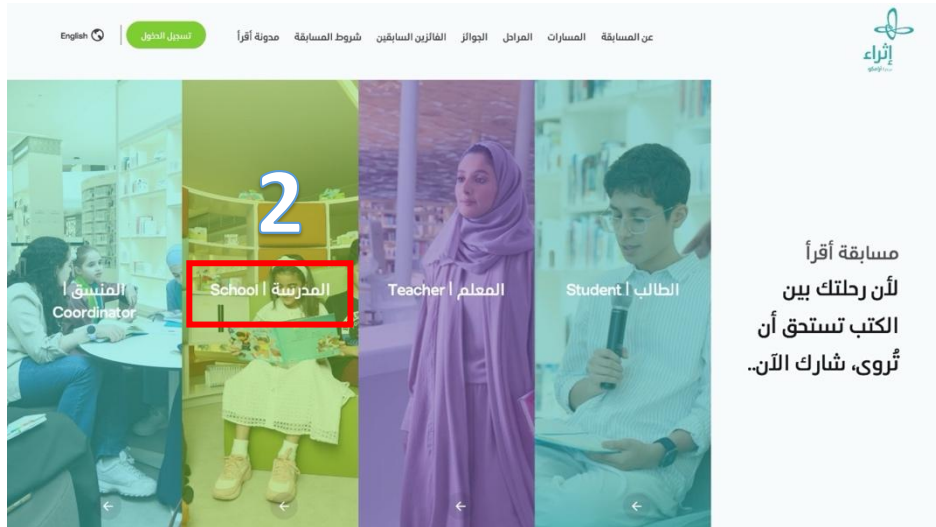 إثراء
عن المسابقة المسارات المراحل الجوائز الفائزين السابقين شروط المسابقة مدونة أقرأ
تسجيل الدخول
English
مسابقة أقرأ
لأن رحلتك بين
الكتب تستحق أن
تُروى، شارك الآن..
الطالب | Student
المعلم | Teacher
2
المدرسة | School
المنسق |
Coordinator